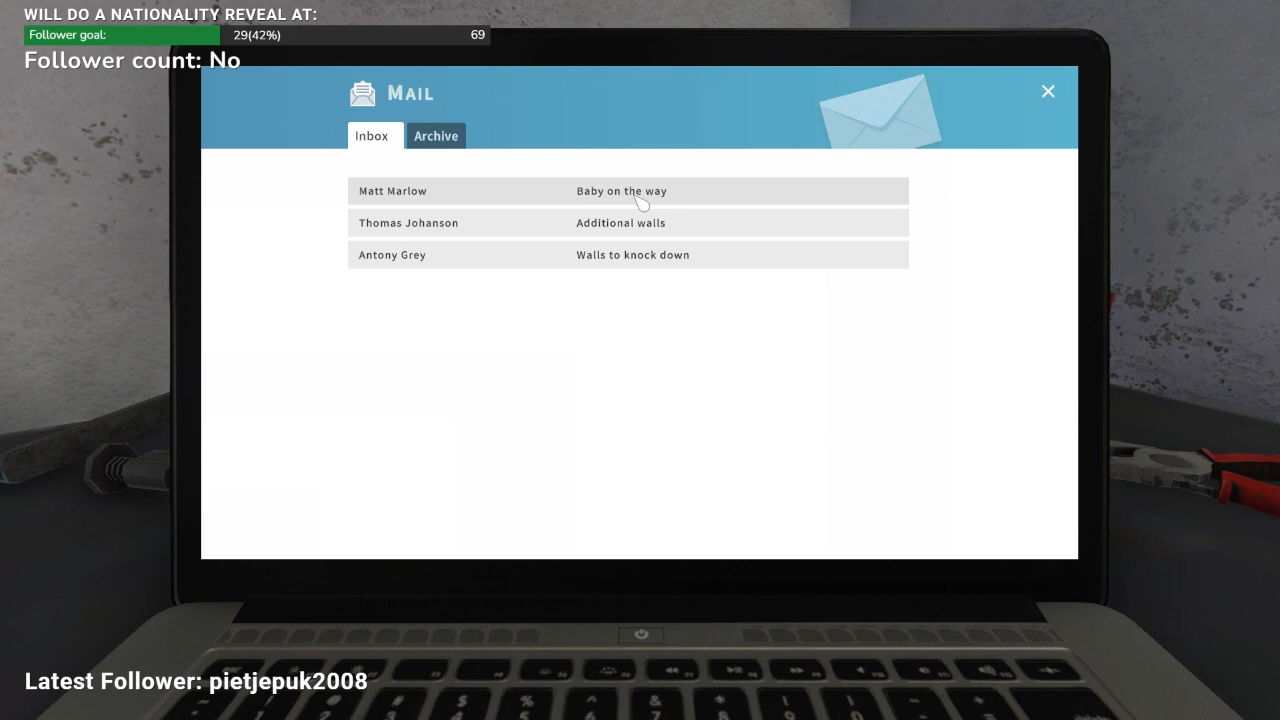 WILL DO A NATIONALITY REVEAL AT:
Follower goal: 29(42%) 69
Follower count: No
MAIL
Inbox Archive
Matt Marlow Baby on the way
Thomas Johanson Additional walls
Antony Grey Walls to knock down
Latest Follower: pietjepuk2008